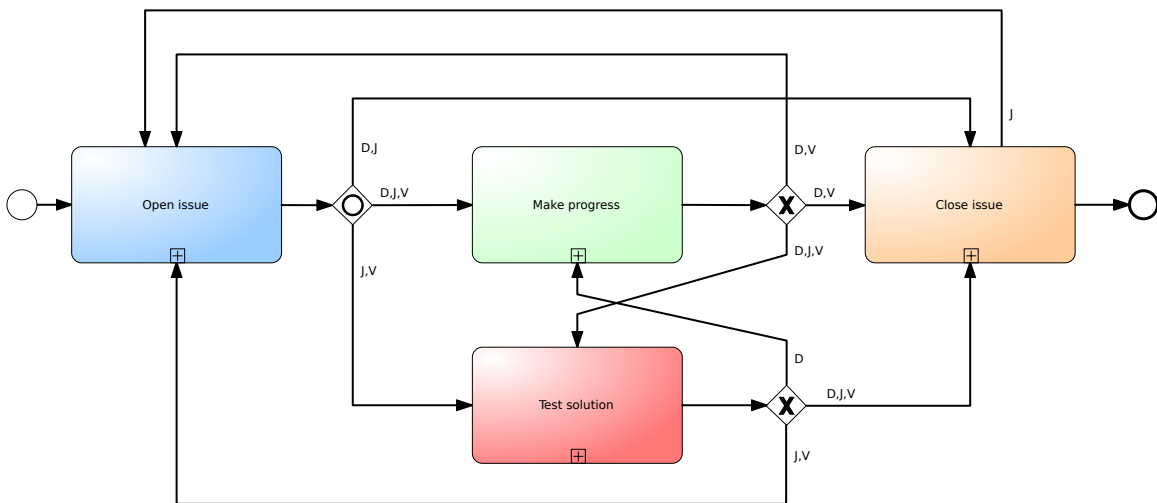 J
D,J
D,V
Open issue
D,J,V
Make progress
D,V
Close issue
J,V
D,J,V
D
Test solution
D,J,V
J,V